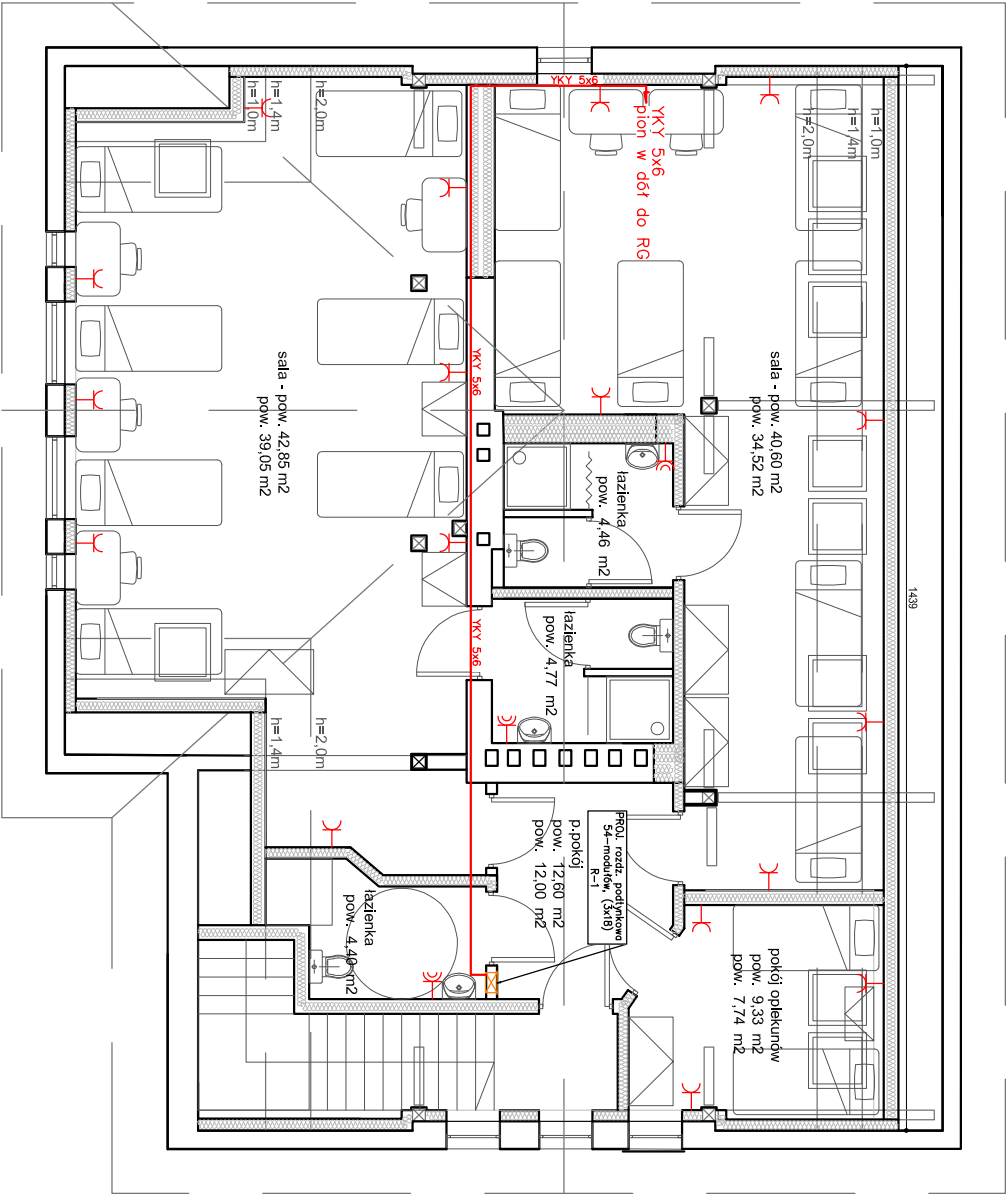 YKY 5x6
YKY 5x6
pion w dół do RG
h=1,0m
h=1,4m
h=2,0m
h=2,0m
h=1,4m
h=1,0m
sala - pow. 40,60 m2
pow. 34,52 m2
1439
YKY 5x6
sala - pow. 42,85 m2
pow. 39,05 m2
łazienka
pow. 4,46 m2
łazienka
pow. 4,77 m2
YKY 5x6
h=2,0m
h=1,4m
PROJ. rozdz. podtynkowa
54-modułów, (3x18)
R-1
p.pokój
pow. 12,60 m2
pow. 12,00 m2
łazienka
pow. 4,40 m2
pokój opiekunów
pow. 9,33 m2
pow. 7,74 m2